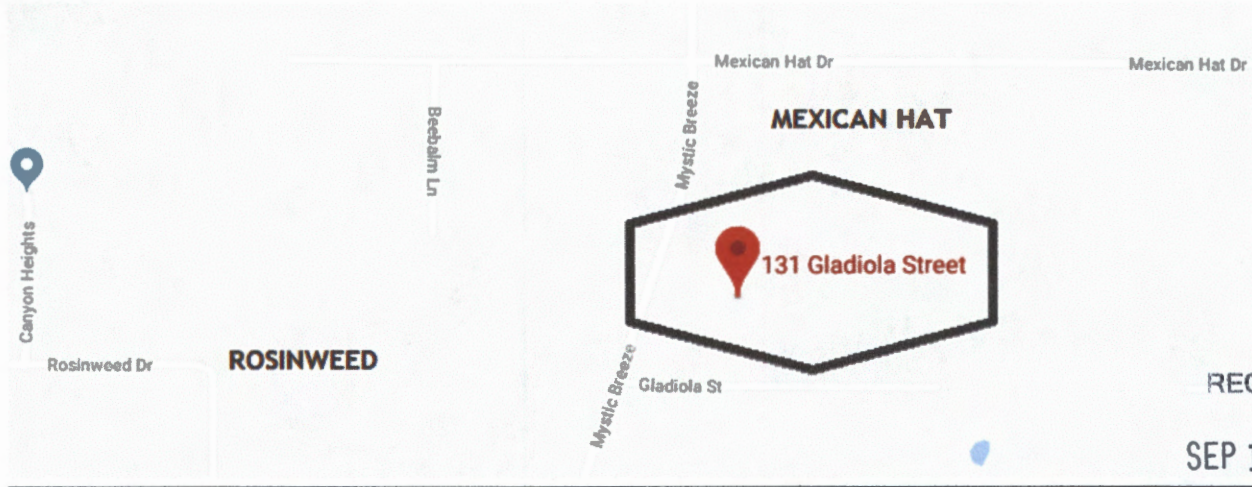 Mexican Hat Dr
Mexican Hat Dr
Mystic Breeze
MEXICAN HAT
Beebalm Ln
131 Gladiola Street
Canyon Heights
Rosinweed Dr
ROSINWEED
Mystic Breeze
Gladiola St
SEP